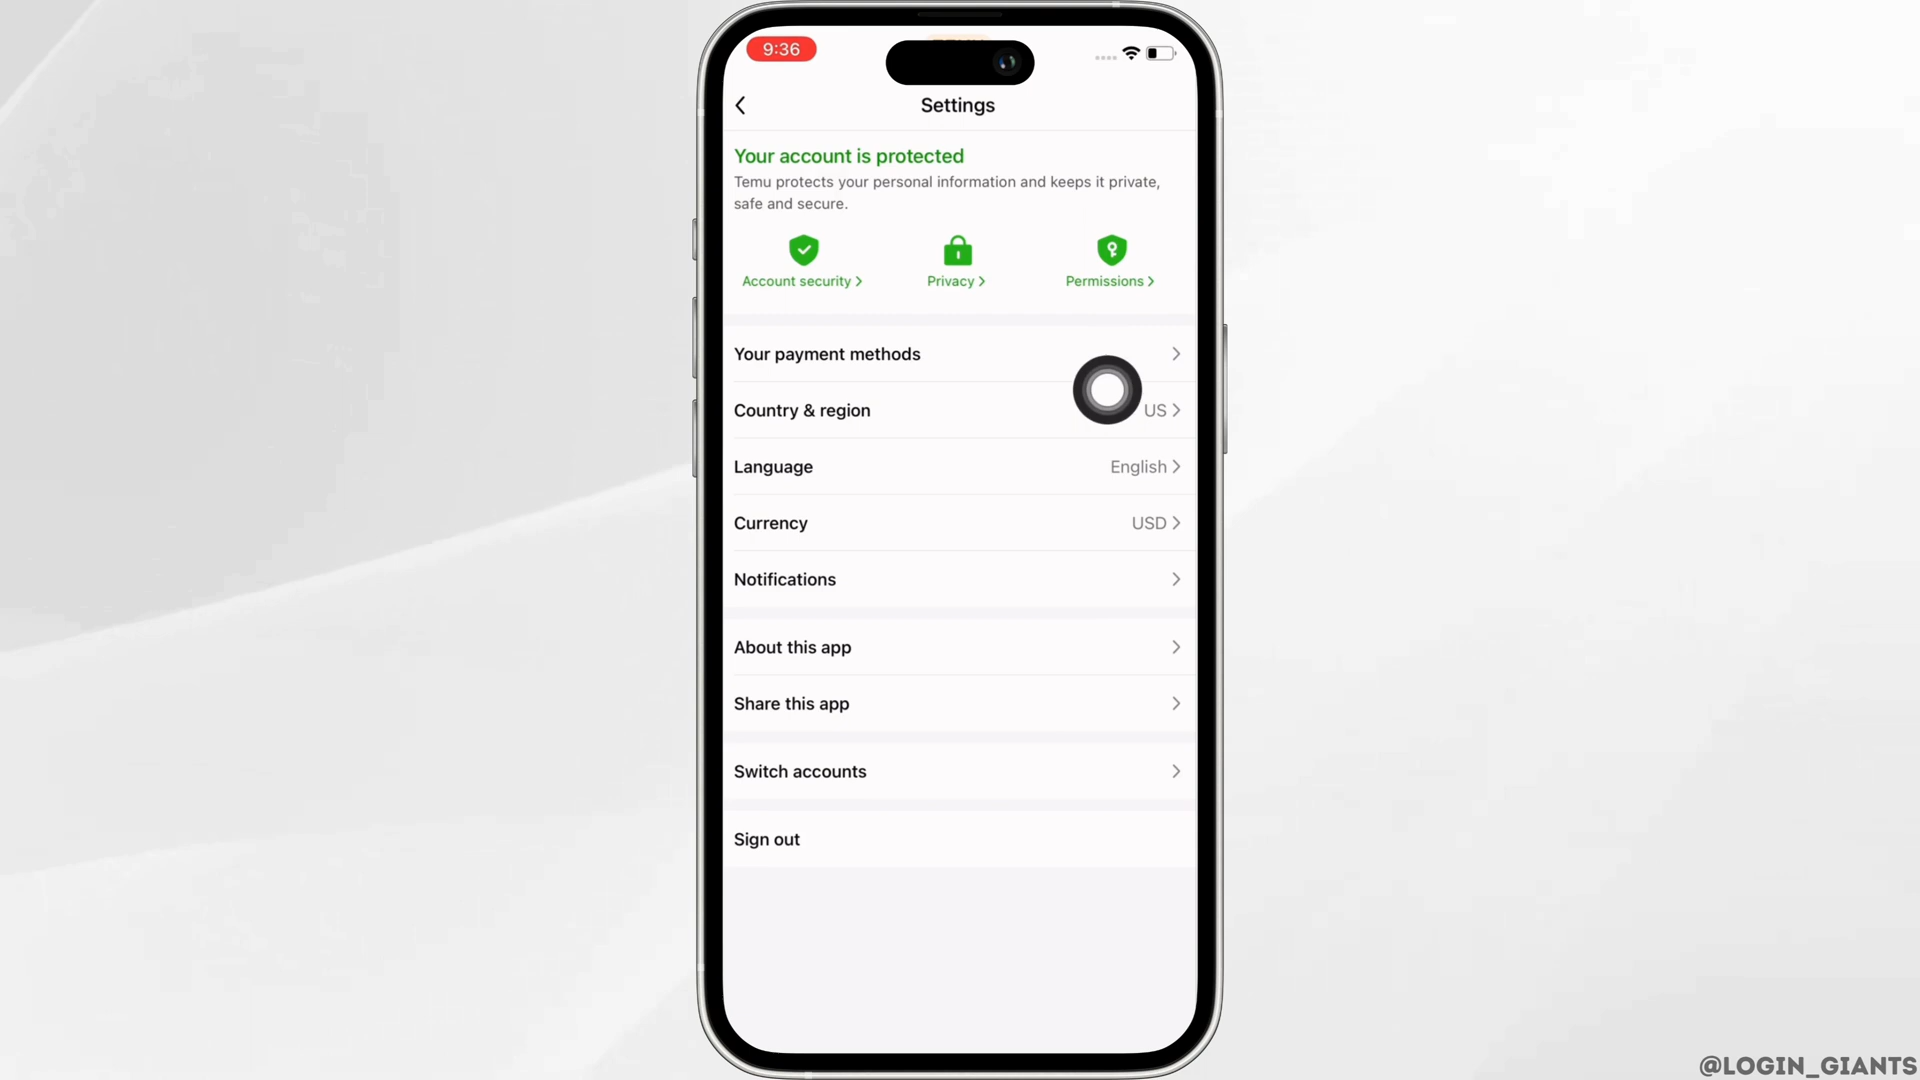 9:36
Settings
Your account is protected
Temu protects your personal information and keeps it private,
safe and secure.
Account security
Privacy
Permissions
Your payment methods
Country & region US
Language English
Currency USD
Notifications
About this app
Share this app
Switch accounts
Sign out
@LOGIN_GIANTS